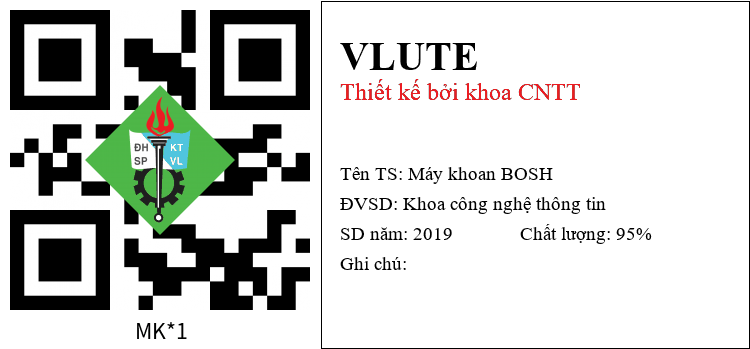 ĐH KT
SP VL
MK*1
VLUTE
Thiết kế bởi khoa CNTT
Tên TS: Máy khoan BOSH
ĐVSD: Khoa công nghệ thông tin
SD năm: 2019 Chất lượng: 95%
Ghi chú: